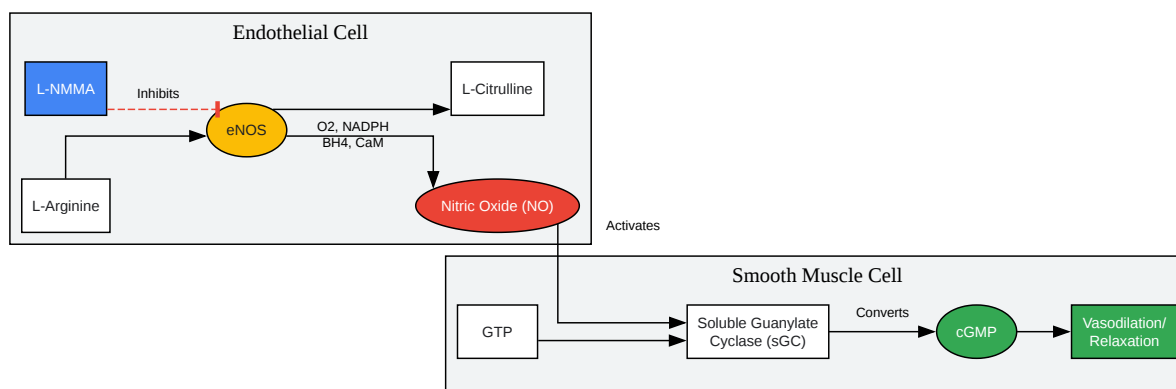 Endothelial Cell
L-NMMA
Inhibits
L-Citrulline
eNOS
O2, NADPH
BH4, CaM
L-Arginine
Nitric Oxide (NO)
Activates
Smooth Muscle Cell
GTP
Soluble Guanylate
Cyclase (sGC)
Converts
cGMP
Vasodilation/
Relaxation